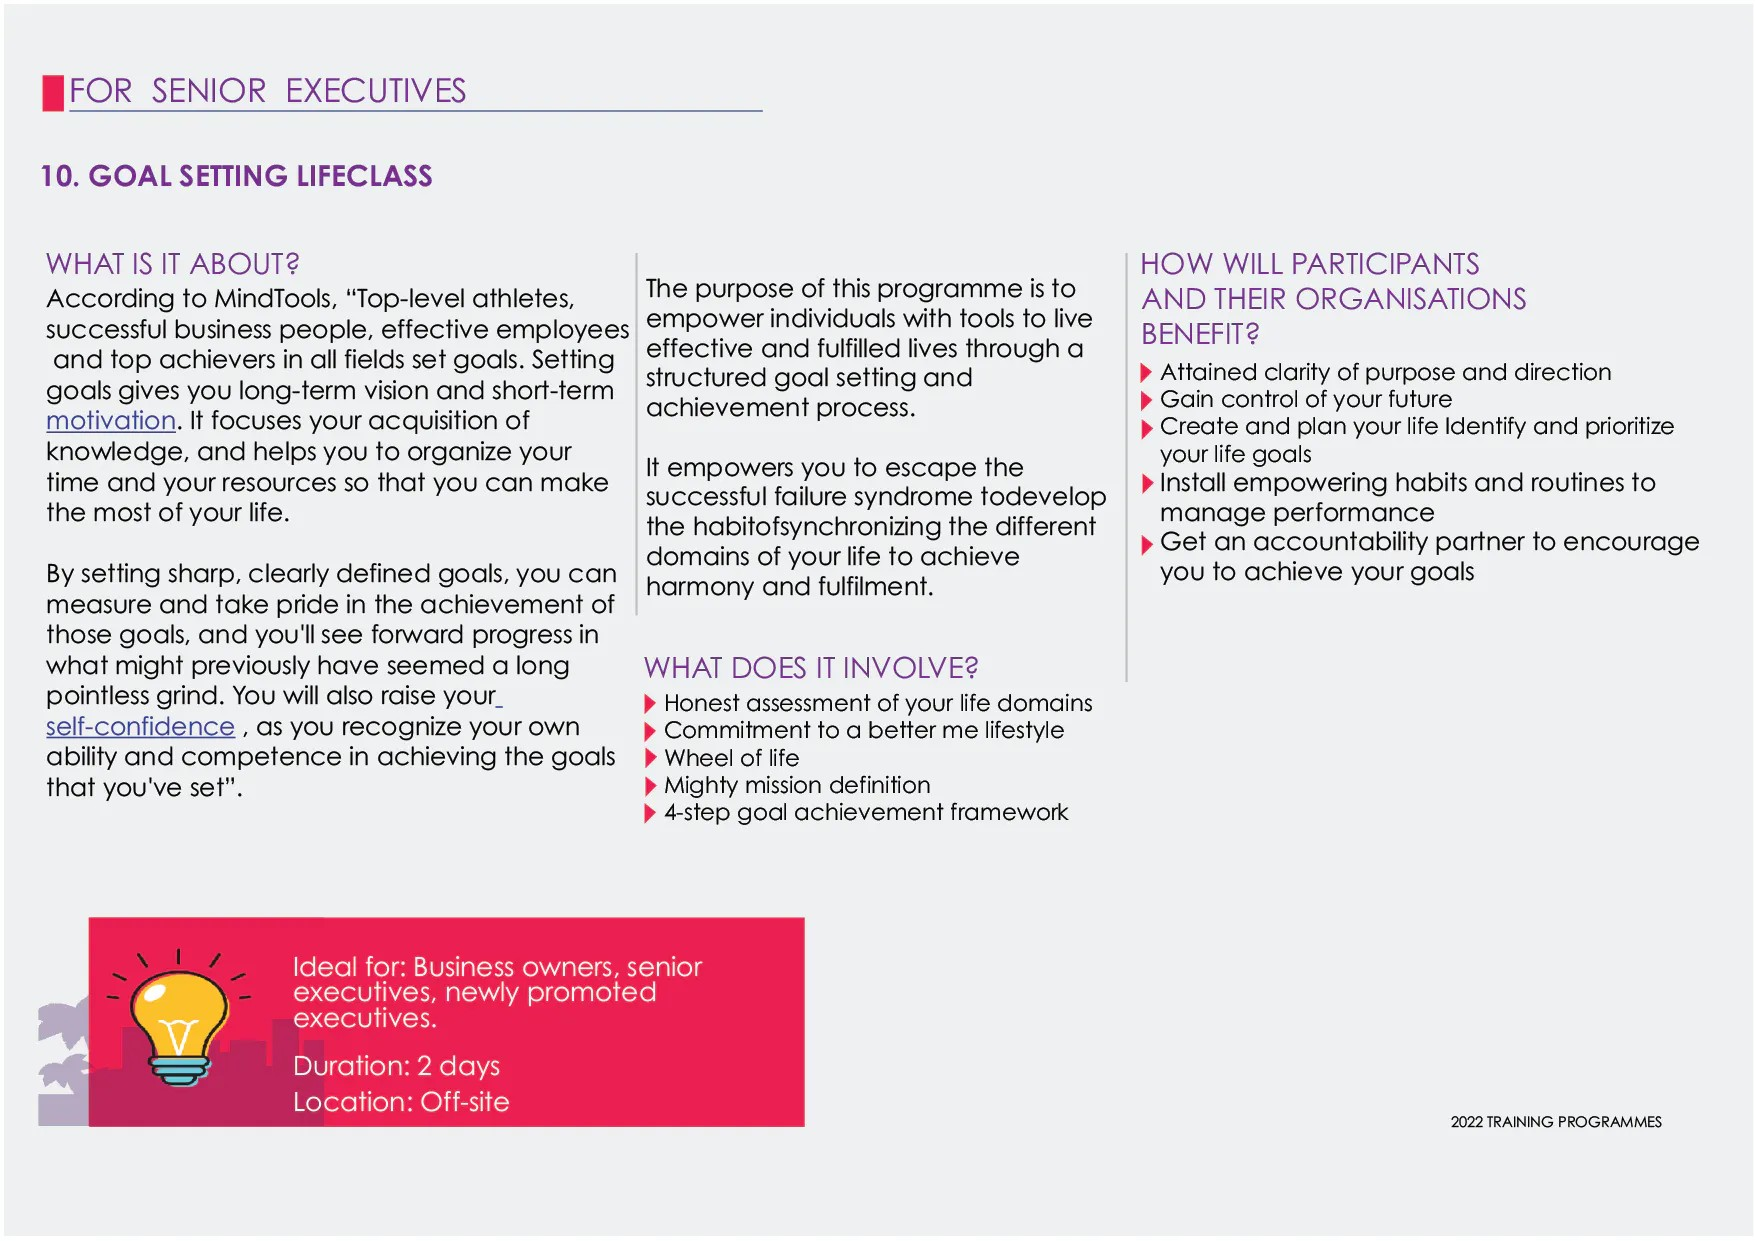 FOR SENIOR EXECUTIVES
10. GOAL SETTING LIFECLASS
WHAT IS IT ABOUT?
According to MindTools, “Top-level athletes,
successful business people, effective employees
and top achievers in all fields set goals. Setting
goals gives you long-term vision and short-term
motivation. It focuses your acquisition of
knowledge, and helps you to organize your
time and your resources so that you can make
the most of your life.
By setting sharp, clearly defined goals, you can
measure and take pride in the achievement of
those goals, and you'll see forward progress in
what might previously have seemed a long
pointless grind. You will also raise your
self-confidence , as you recognize your own
ability and competence in achieving the goals
that you've set”.
The purpose of this programme is to
empower individuals with tools to live
effective and fulfilled lives through a
structured goal setting and
achievement process.
It empowers you to escape the
successful failure syndrome todevelop
the habitofsynchronizing the different
domains of your life to achieve
harmony and fulfilment.
WHAT DOES IT INVOLVE?
Honest assessment of your life domains
Commitment to a better me lifestyle
Wheel of life
Mighty mission definition
4-step goal achievement framework
HOW WILL PARTICIPANTS
AND THEIR ORGANISATIONS
BENEFIT?
Attained clarity of purpose and direction
Gain control of your future
Create and plan your life Identify and prioritize
your life goals
Install empowering habits and routines to
manage performance
Get an accountability partner to encourage
you to achieve your goals
Ideal for: Business owners, senior
executives, newly promoted
executives.
Duration: 2 days
Location: Off-site
2022 TRAINING PROGRAMMES